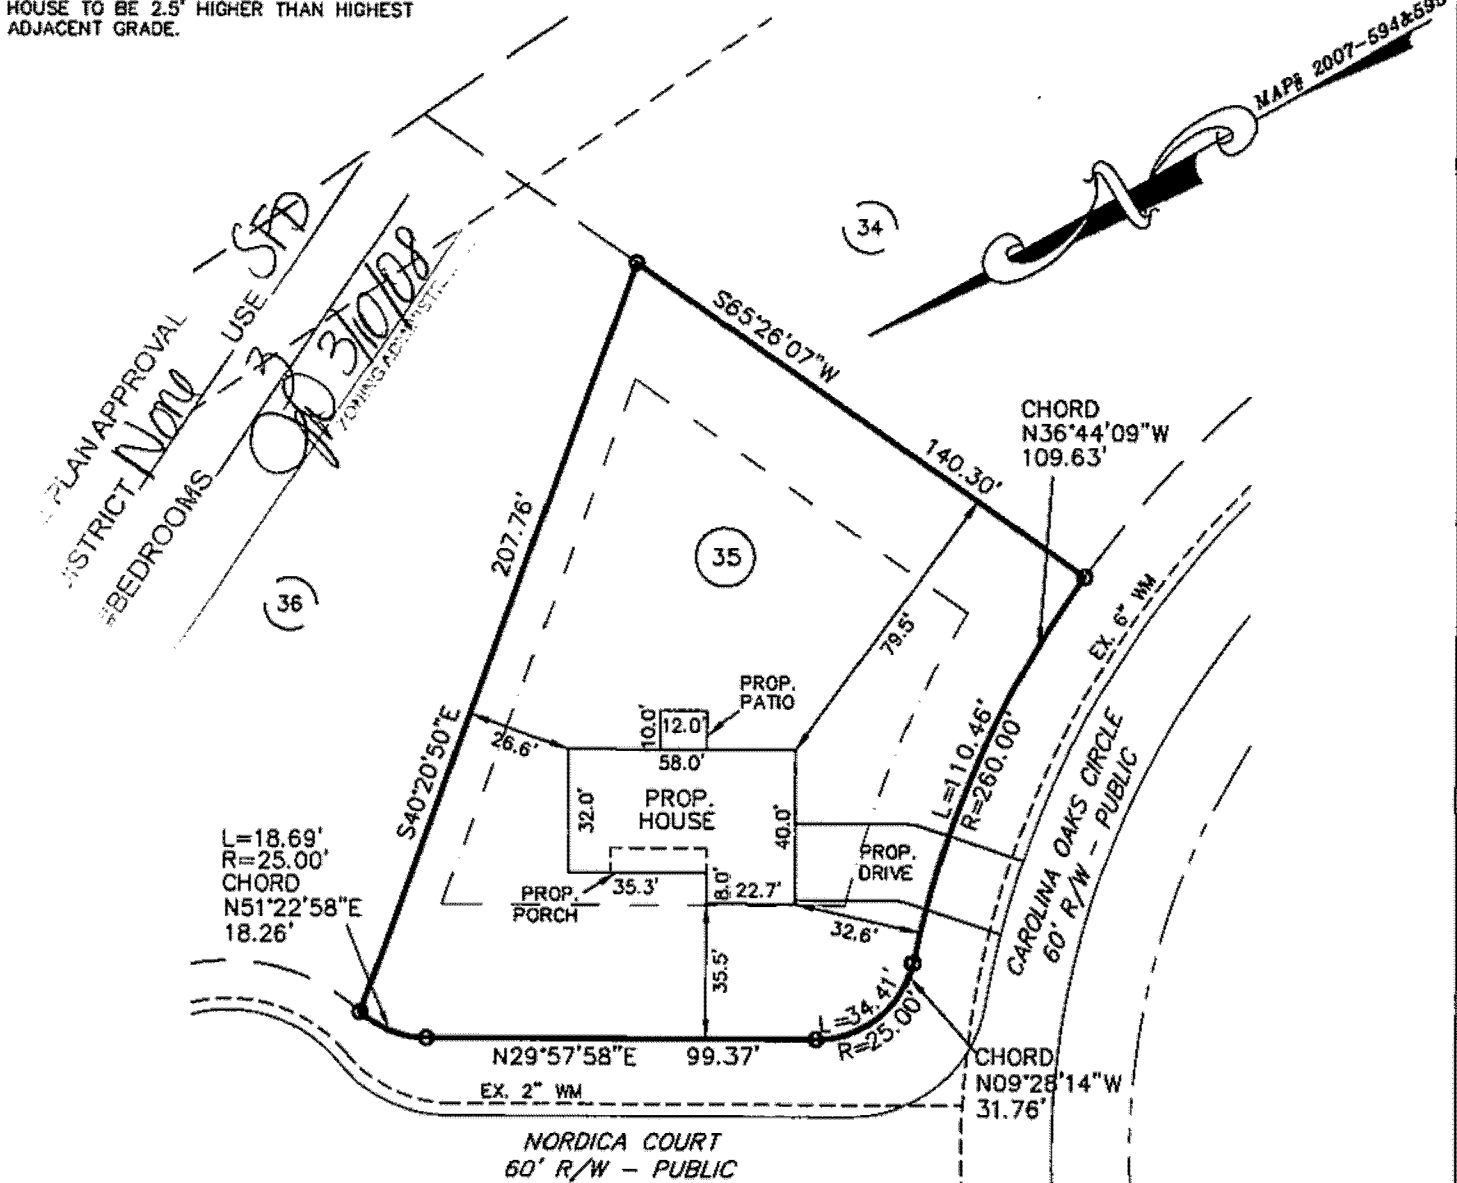 HOUSE TO BE 2.5' HIGHER THAN HIGHEST
ADJACENT GRADE.
MAP# 2007-594&595
N
34
PLAN APPROVAL
DISTRICT None USE SFD
#BEDROOMS 3
3/10/08
ZONING
S65°26'07"W
140.30'
CHORD
N36°44'09"W
109.63'
207.76'
S40°20'50"E
35
36
79.5'
EX. 6" WM
PROP.
PATIO
10.0'
12.0'
26.6'
58.0'
PROP.
HOUSE
32.0'
40.0'
L=110.46'
R=260.00'
CAROLINA OAKS CIRCLE
60' R/W - PUBLIC
PROP.
DRIVE
L=18.69'
R=25.00'
CHORD
N51°22'58"E
18.26'
PROP.
PORCH
35.3'
8.0'
22.7'
32.6'
35.5'
L=34.41'
R=25.00'
N29°57'58"E 99.37'
CHORD
N09°28'14"W
31.76'
EX. 2" WM
NORDICA COURT
60' R/W - PUBLIC